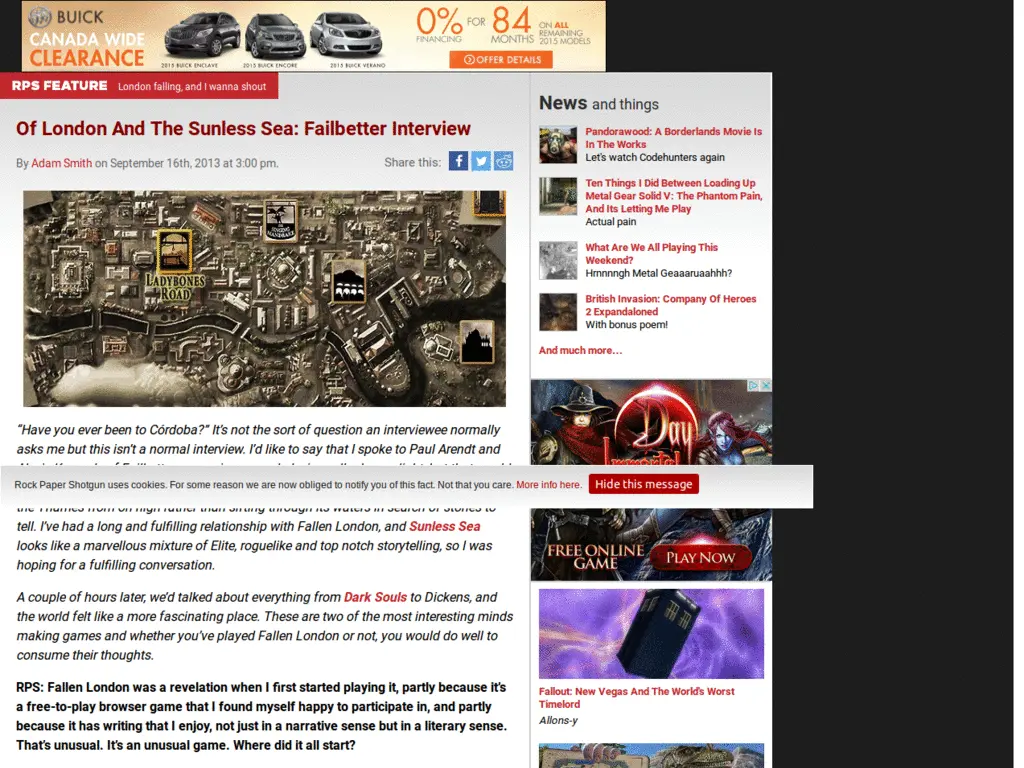 BUICK
CANADA WIDE
CLEARANCE
2015 BUICK ENCLAVE
2015 BUICK ENCORE
2015 BUICK VERANO
0% FOR 84
FINANCING
MONTHS
ON ALL
REMAINING
2015 MODELS
OFFER DETAILS
RPS FEATURE London falling, and I wanna shout
Of London And The Sunless Sea: Failbetter Interview
By Adam Smith on September 16th, 2013 at 3:00 pm.
Share this:
THE
SINGING
MANDRAKE
LADYBONES
ROAD
“Have you ever been to Córdoba?” It’s not the sort of question an interviewee normally
asks me but this isn’t a normal interview. I’d like to say that I spoke to Paul Arendt and
Rock Paper Shotgun uses cookies. For some reason we are now obliged to notify you of this fact. Not that you care. More info here. Hide this message
the Thames from on high rather than sifting through its waters in search of stories to
tell. I’ve had a long and fulfilling relationship with Fallen London, and Sunless Sea
looks like a marvellous mixture of Elite, roguelike and top notch storytelling, so I was
hoping for a fulfilling conversation.
A couple of hours later, we’d talked about everything from Dark Souls to Dickens, and
the world felt like a more fascinating place. These are two of the most interesting minds
making games and whether you’ve played Fallen London or not, you would do well to
consume their thoughts.
RPS: Fallen London was a revelation when I first started playing it, partly because it’s
a free-to-play browser game that I found myself happy to participate in, and partly
because it has writing that I enjoy, not just in a narrative sense but in a literary sense.
That’s unusual. It’s an unusual game. Where did it all start?
News and things
Pandorawood: A Borderlands Movie Is
In The Works
Let's watch Codehunters again
Ten Things I Did Between Loading Up
Metal Gear Solid V: The Phantom Pain,
And Its Letting Me Play
Actual pain
What Are We All Playing This
Weekend?
Hrnnnngh Metal Geaaaruaahhh?
British Invasion: Company Of Heroes
2 Expandaloned
With bonus poem!
And much more...
Day
FREE ONLINE
GAME
PLAY NOW
Fallout: New Vegas And The World's Worst
Timelord
Allons-y